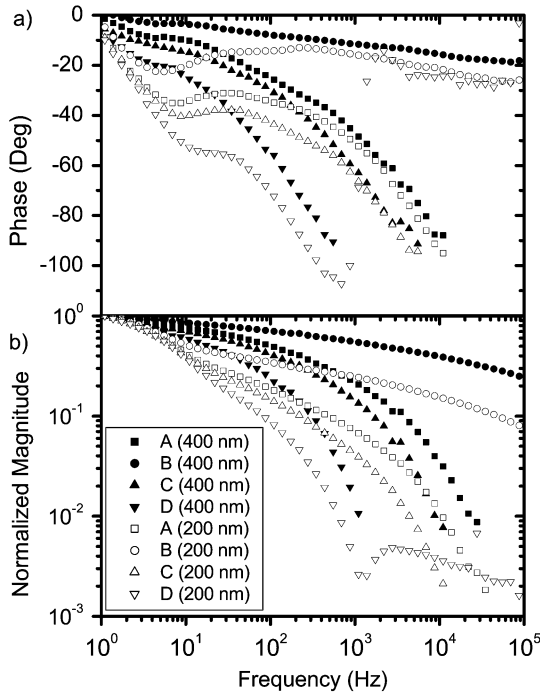 a)
0
-20
-40
-60
-80
-100
Phase (Deg)
10^0
b)
10^-1
10^-2
10^-3
Normalized Magnitude
A (400 nm)
B (400 nm)
C (400 nm)
D (400 nm)
A (200 nm)
B (200 nm)
C (200 nm)
D (200 nm)
10^0 10^1 10^2 10^3 10^4 10^5
Frequency (Hz)